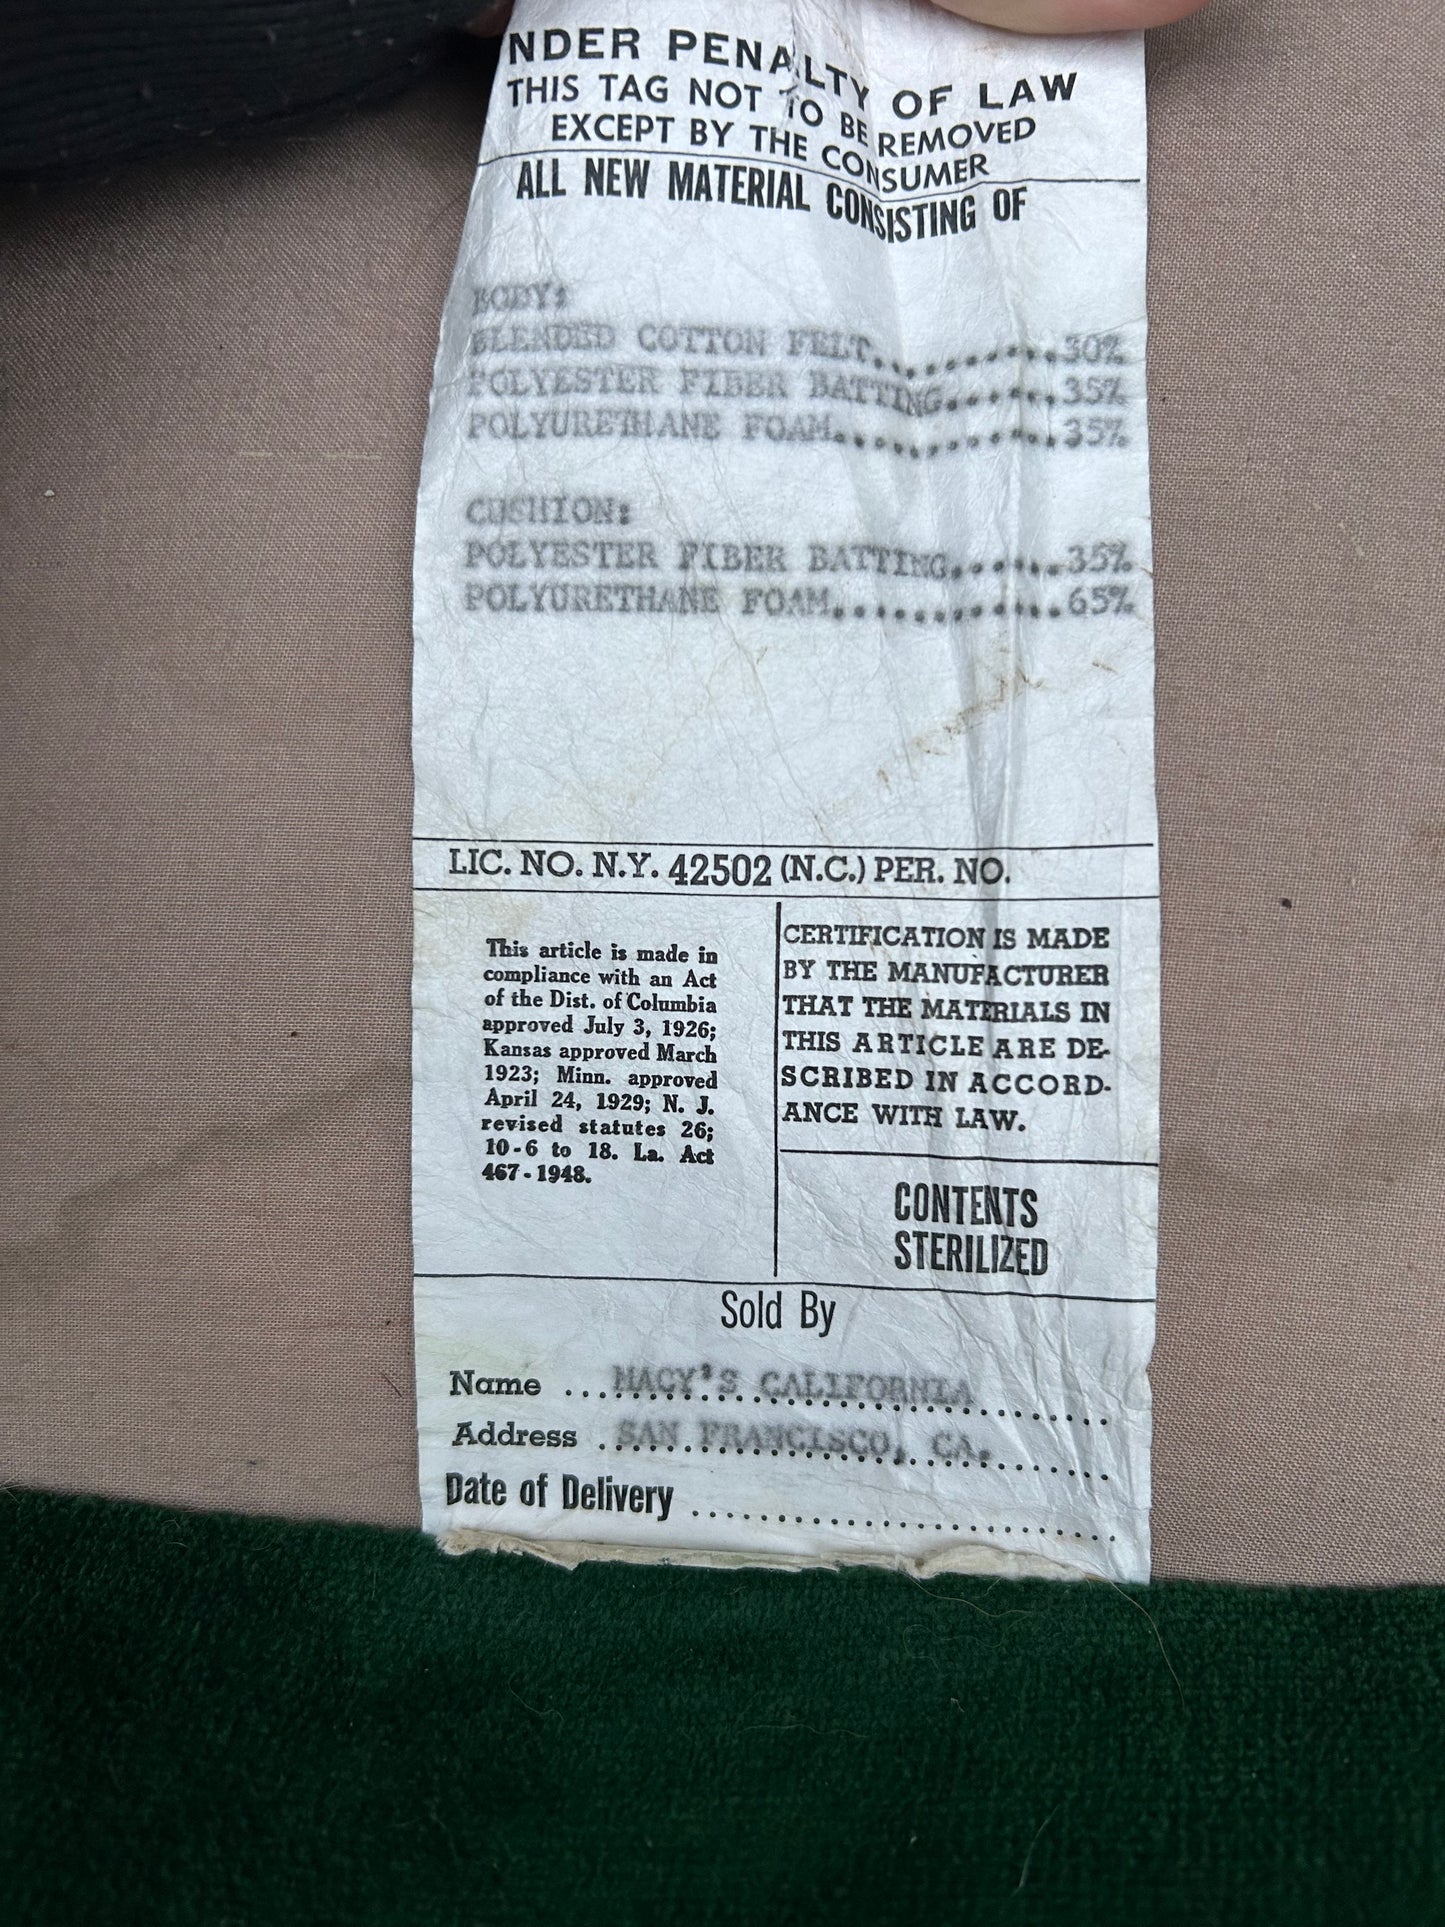 NDER PENALTY OF LAW
THIS TAG NOT TO BE REMOVED
EXCEPT BY THE CONSUMER
ALL NEW MATERIAL CONSISTING OF
BODY:
BLENDED COTTON FELT..........30%
POLYESTER FIBER BATTING......35%
POLYURETHANE FOAM............35%
CUSHION:
POLYESTER FIBER BATTING......35%
POLYURETHANE FOAM............65%
LIC. NO. N.Y. 42502 (N.C.) PER. NO.
This article is made in
compliance with an Act
of the Dist. of Columbia
approved July 3, 1926;
Kansas approved March
1923; Minn. approved
April 24, 1929; N. J.
revised statutes 26;
10-6 to 18. La. Act
467-1948.
CERTIFICATION IS MADE
BY THE MANUFACTURER
THAT THE MATERIALS IN
THIS ARTICLE ARE DE-
SCRIBED IN ACCORD-
ANCE WITH LAW.
CONTENTS
STERILIZED
Sold By
Name ... MACY'S CALIFORNIA
Address . SAN FRANCISCO, CA.
Date of Delivery ..............................